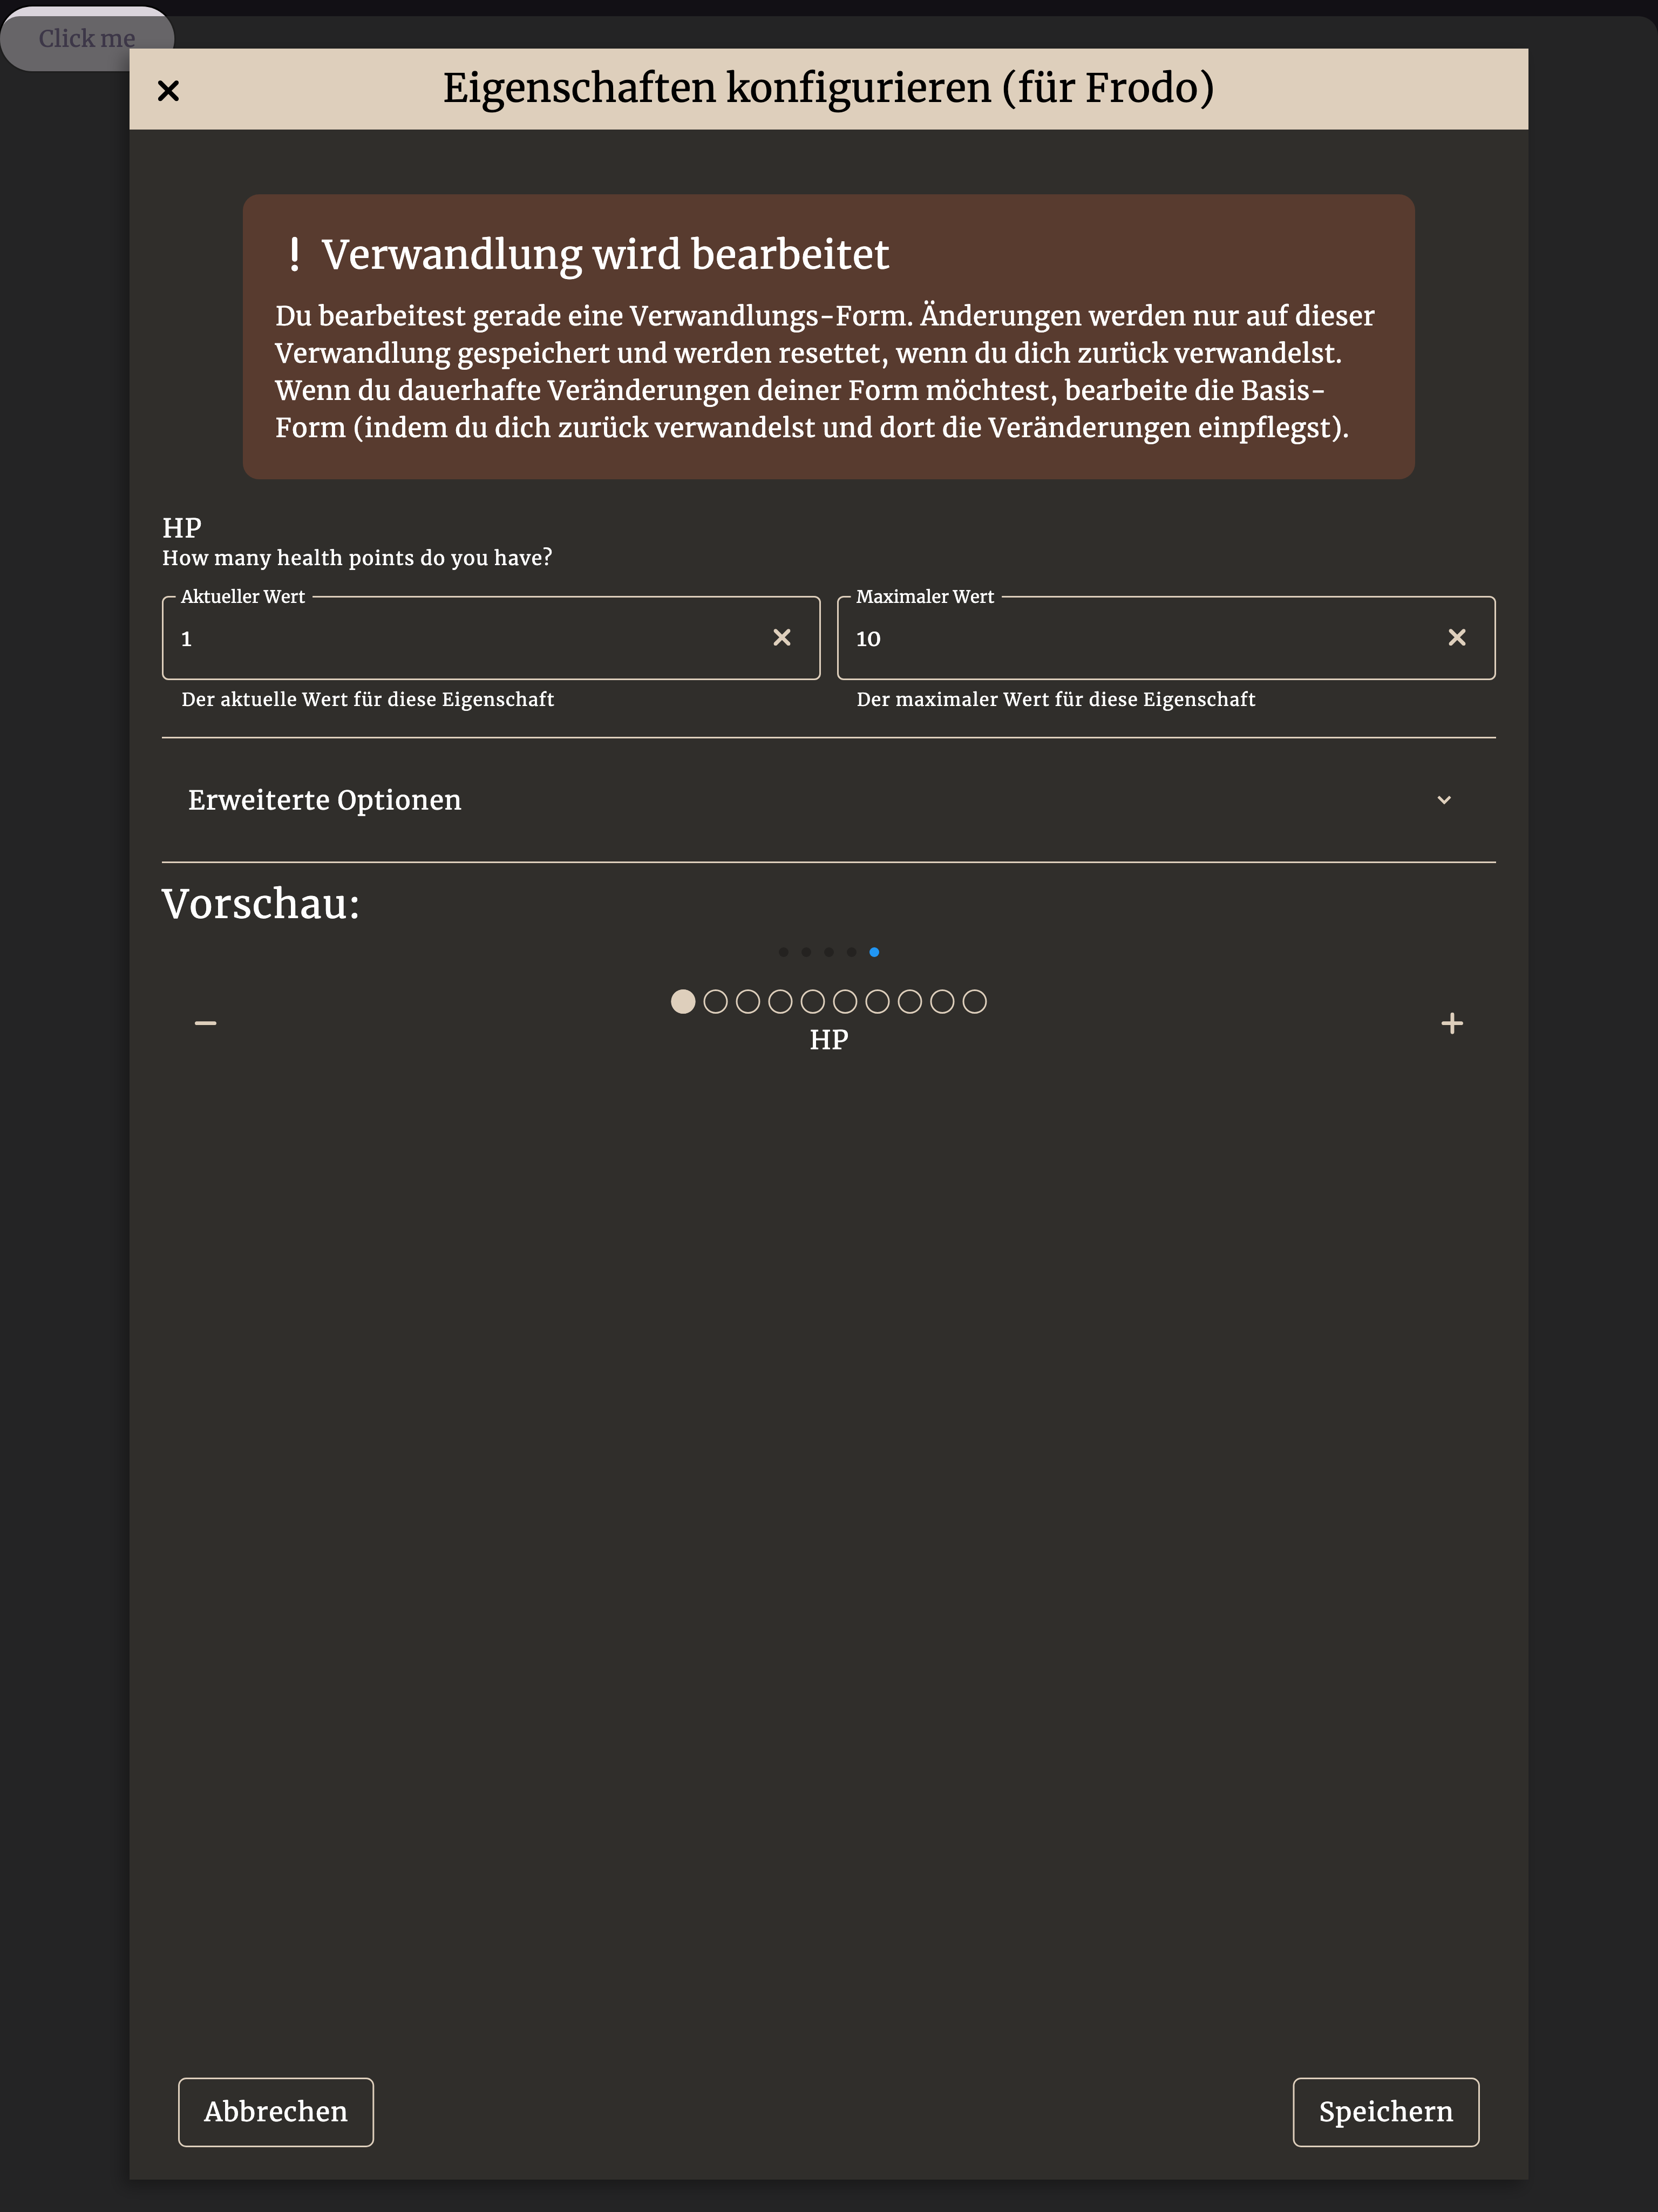 Click me
Eigenschaften konfigurieren (für Frodo)
! Verwandlung wird bearbeitet
Du bearbeitest gerade eine Verwandlungs-Form. Änderungen werden nur auf dieser
Verwandlung gespeichert und werden resettet, wenn du dich zurück verwandelst.
Wenn du dauerhafte Veränderungen deiner Form möchtest, bearbeite die Basis-
Form (indem du dich zurück verwandelst und dort die Veränderungen einpflegst).
HP
How many health points do you have?
Aktueller Wert
1
Der aktuelle Wert für diese Eigenschaft
Maximaler Wert
10
Der maximaler Wert für diese Eigenschaft
Erweiterte Optionen
Vorschau:
HP
Abbrechen
Speichern